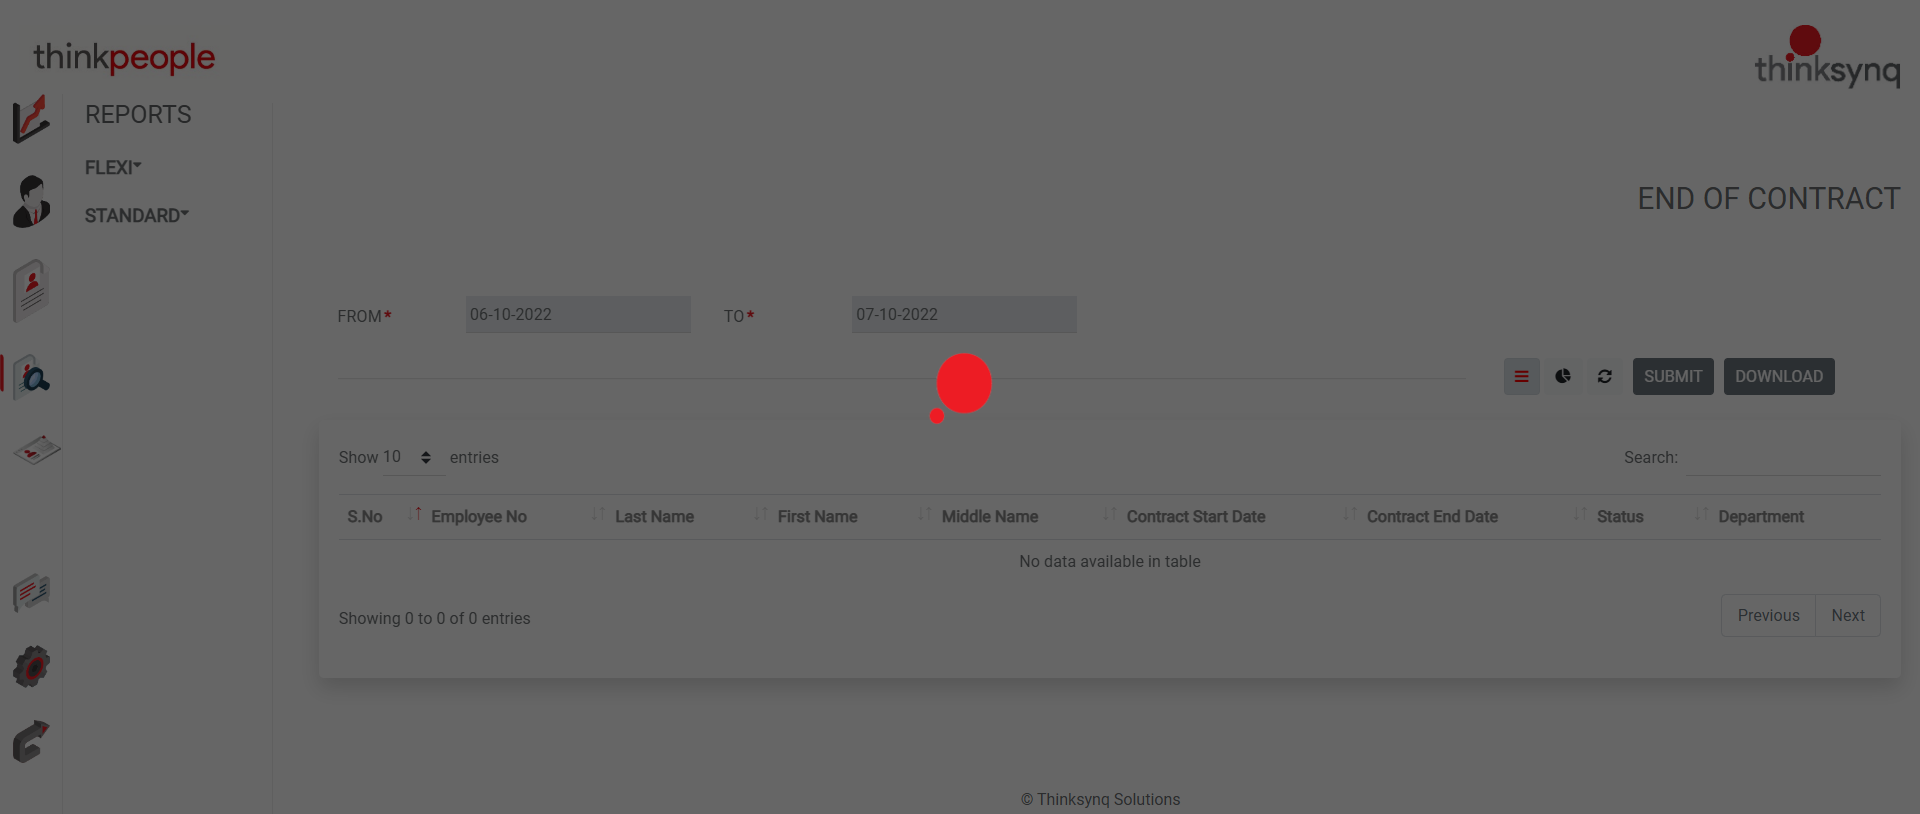 thinkpeople
thinksynq
REPORTS
FLEXI
STANDARD
END OF CONTRACT
FROM* 06-10-2022 TO* 07-10-2022
SUBMIT DOWNLOAD
Show 10 entries Search:
S.No Employee No Last Name First Name Middle Name Contract Start Date Contract End Date Status Department
No data available in table
Showing 0 to 0 of 0 entries Previous Next
© Thinksynq Solutions